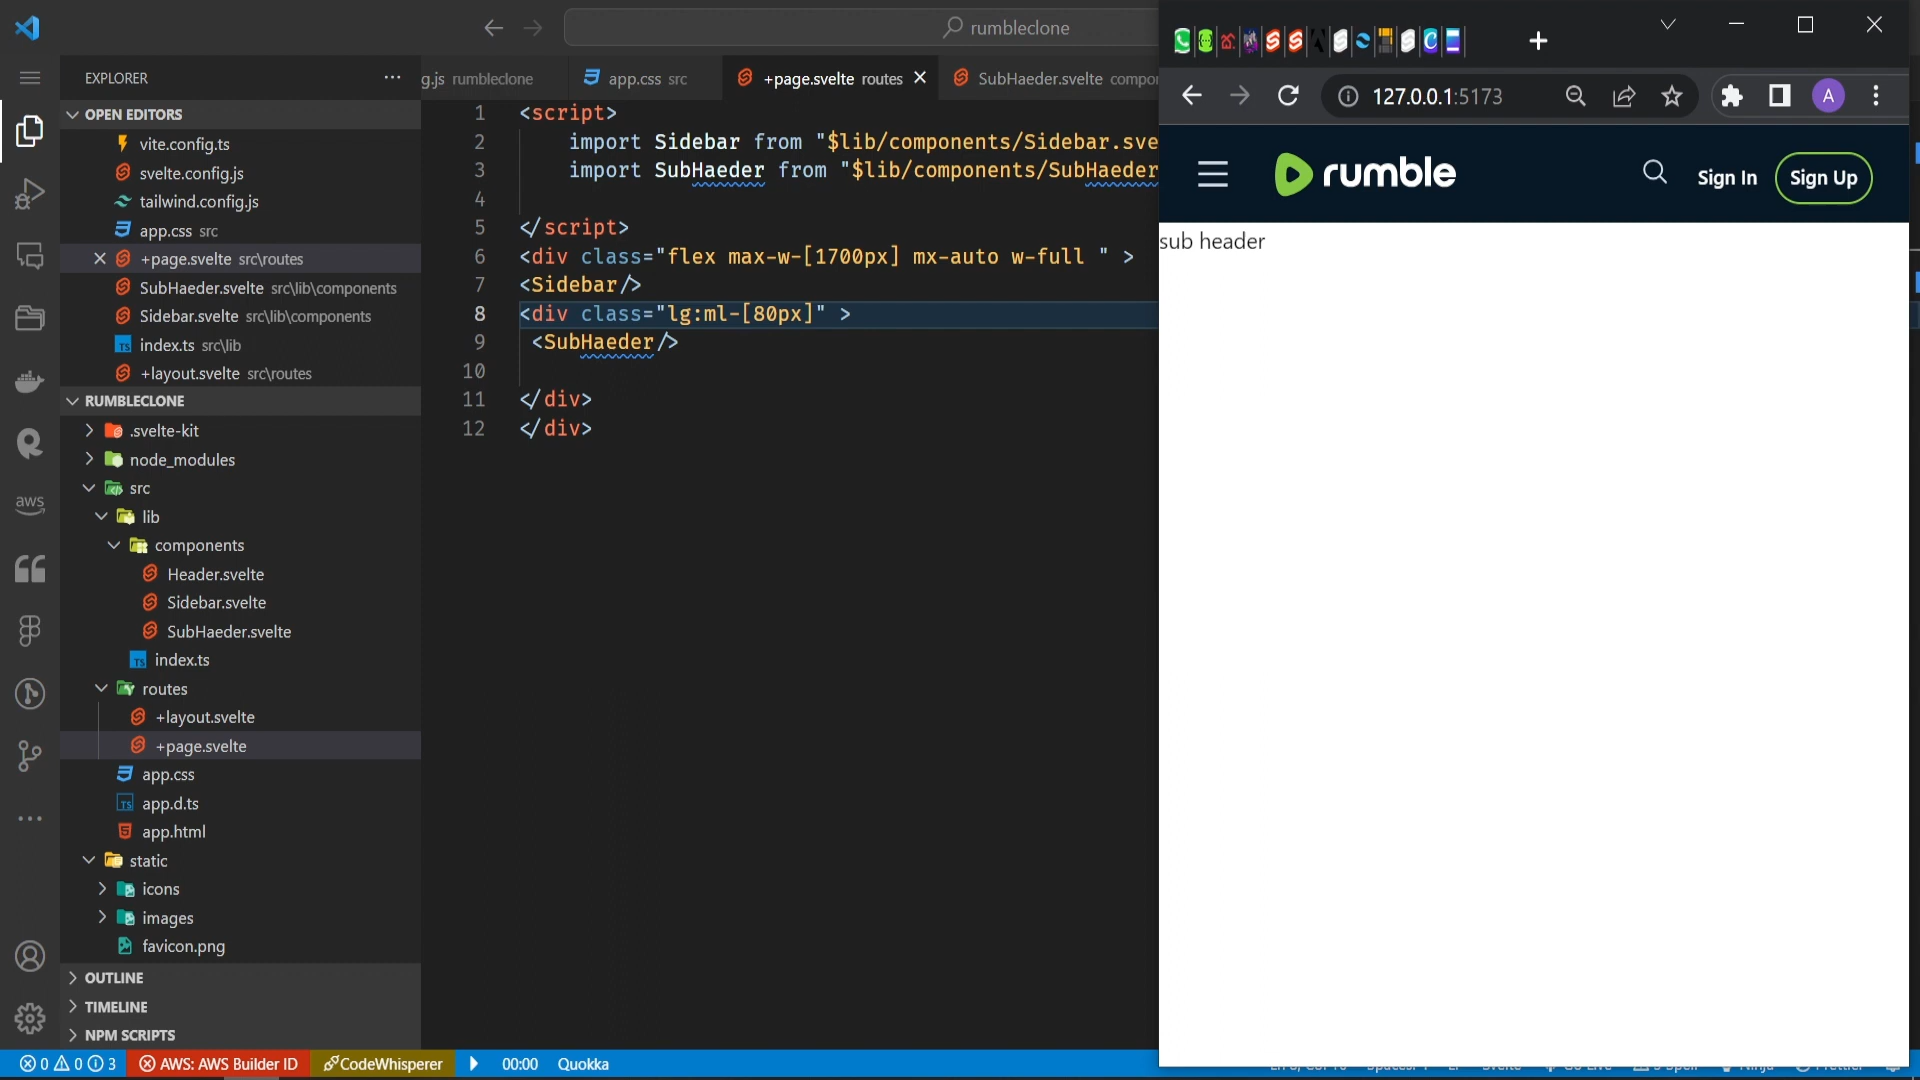 rumbleclone
EXPLORER
g.js rumbleclone
app.css src
+page.svelte routes
SubHaeder.svelte compor
127.0.0.1:5173
A
OPEN EDITORS
vite.config.ts
svelte.config.js
tailwind.config.js
app.css src
+page.svelte src\routes
SubHaeder.svelte src\lib\components
Sidebar.svelte src\lib\components
TS index.ts src\lib
+layout.svelte src\routes
RUMBLECLONE
.svelte-kit
node_modules
src
lib
components
Header.svelte
Sidebar.svelte
SubHaeder.svelte
TS index.ts
routes
+layout.svelte
+page.svelte
app.css
TS app.d.ts
app.html
static
icons
images
favicon.png
OUTLINE
TIMELINE
NPM SCRIPTS
aws
1 <script>
2 import Sidebar from "$lib/components/Sidebar.sve
3 import SubHaeder from "$lib/components/SubHaeder
4
5 </script>
6 <div class="flex max-w-[1700px] mx-auto w-full " >
7 <Sidebar/>
8 <div class="lg:ml-[80px]" >
9 <SubHaeder/>
10
11 </div>
12 </div>
rumble
Sign In
Sign Up
sub header
0 0 3
AWS: AWS Builder ID
CodeWhisperer
00:00
Quokka